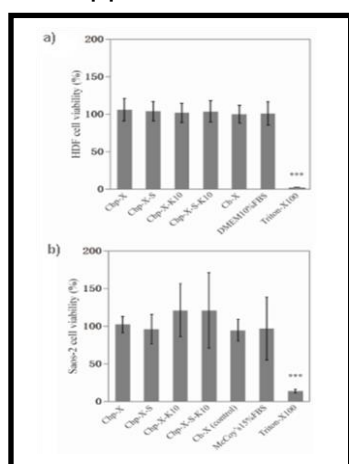 a)
200
150
100
50
0
HDF cell viability (%)
***
Chp-X
Chp-X-S
Chp-X-K10
Chp-X-S-K10
Ch-X
DMEM10%FBS
Triton-X100
b)
200
150
100
50
0
Saos-2 cell viability (%)
***
Chp-X
Chp-X-S
Chp-X-K10
Chp-X-S-K10
Ch-X (control)
McCoy's15%FBS
Triton-X100